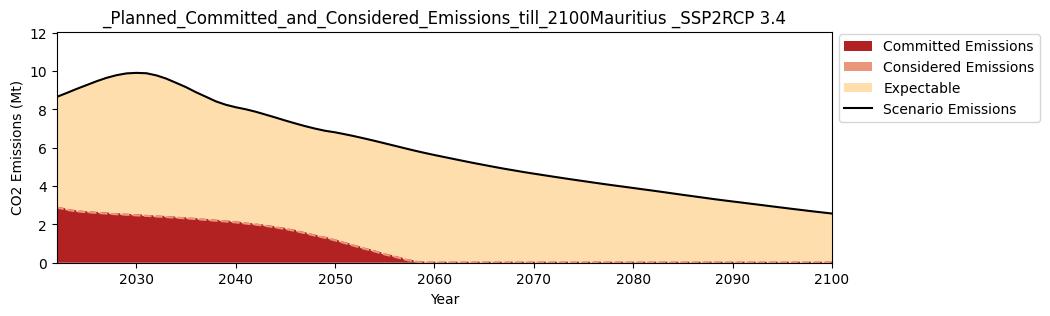 _Planned_Committed_and_Considered_Emissions_till_2100Mauritius _SSP2RCP 3.4
12
10
8
6
4
2
0
CO2 Emissions (Mt)
2030 2040 2050 2060 2070 2080 2090 2100
Year
Committed Emissions
Considered Emissions
Expectable
Scenario Emissions